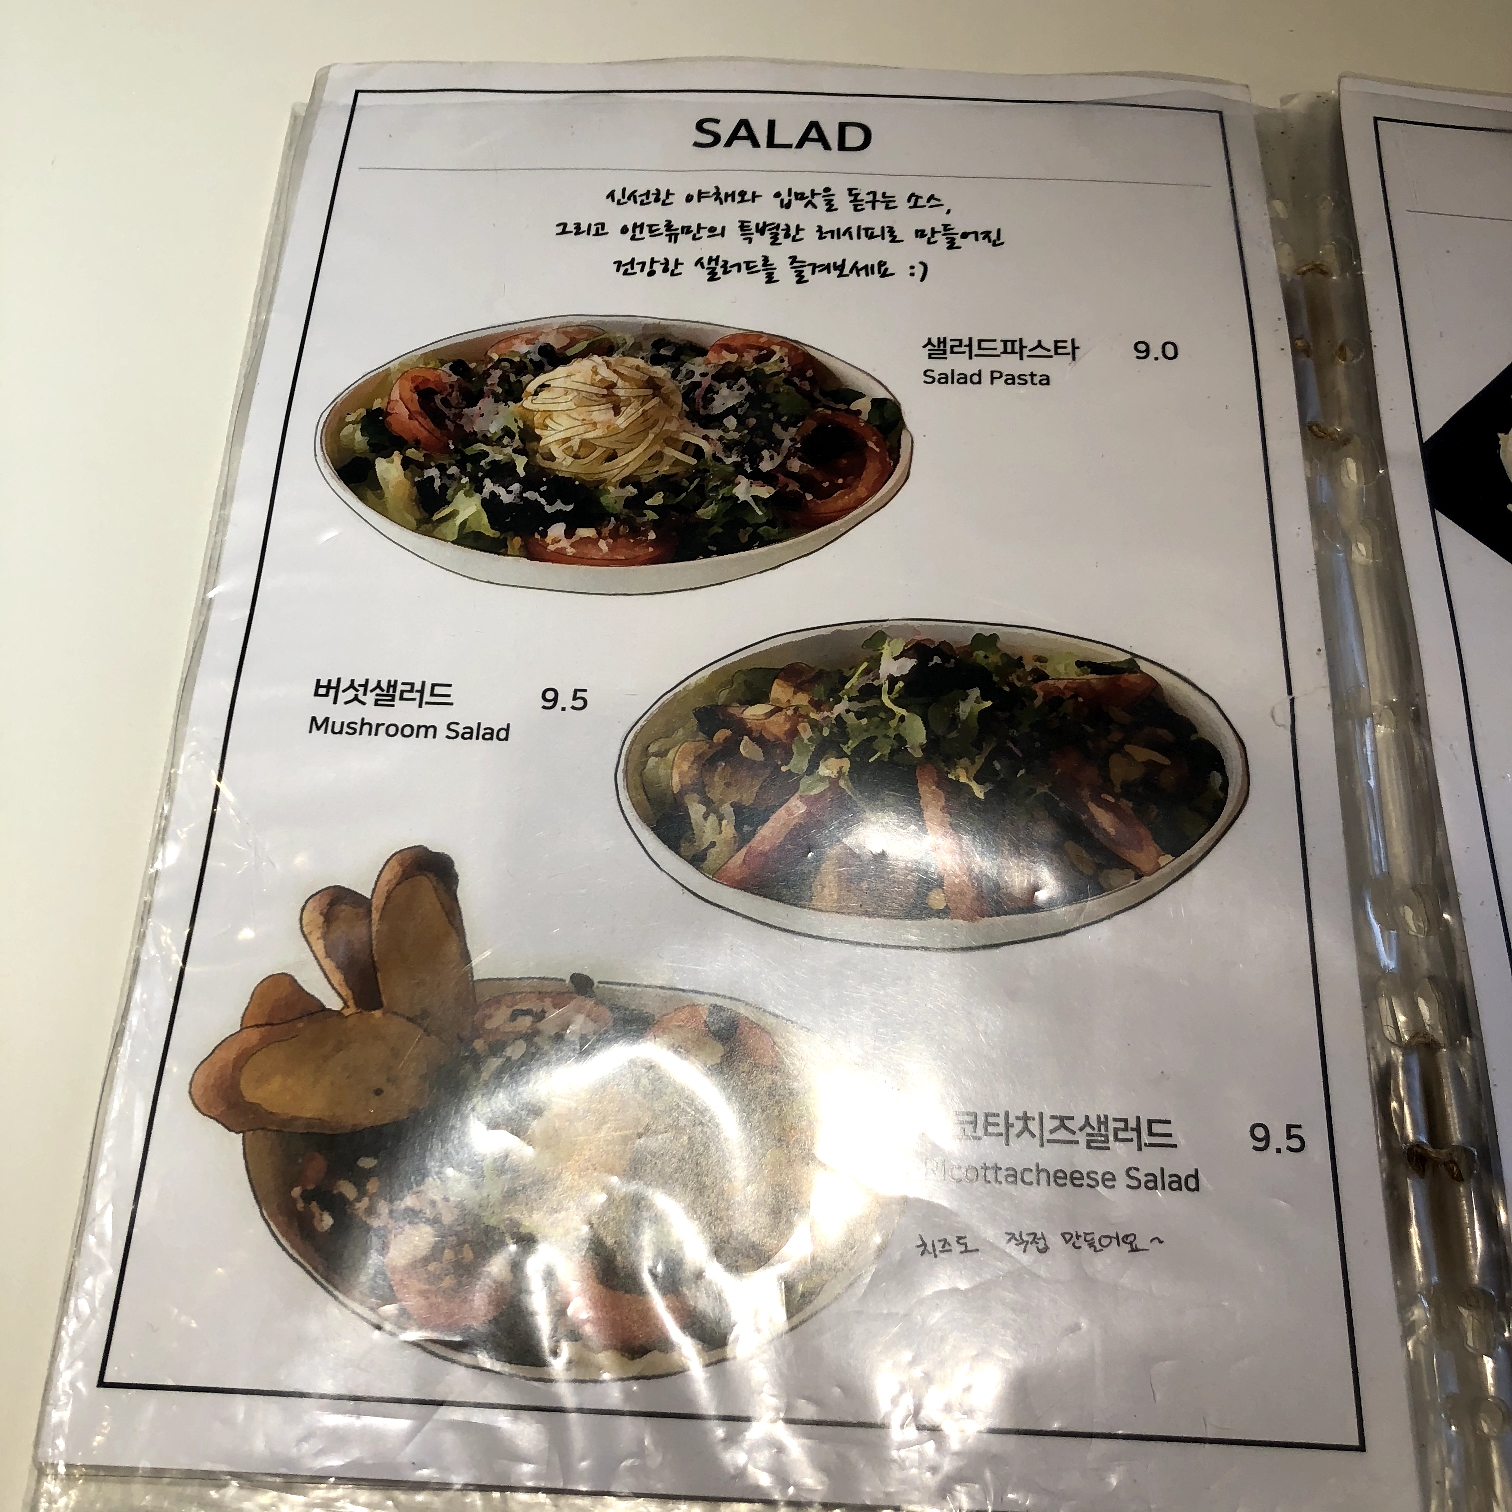 SALAD
신선한 야채와 입맛을 돋구는 소스,
그리고 앤드류만의 특별한 레시피로 만들어진
건강한 샐러드를 즐겨보세요 :)
샐러드파스타 9.0
Salad Pasta
버섯샐러드 9.5
Mushroom Salad
코타치즈샐러드 9.5
Ricottacheese Salad
치즈도 직접 만들어요~